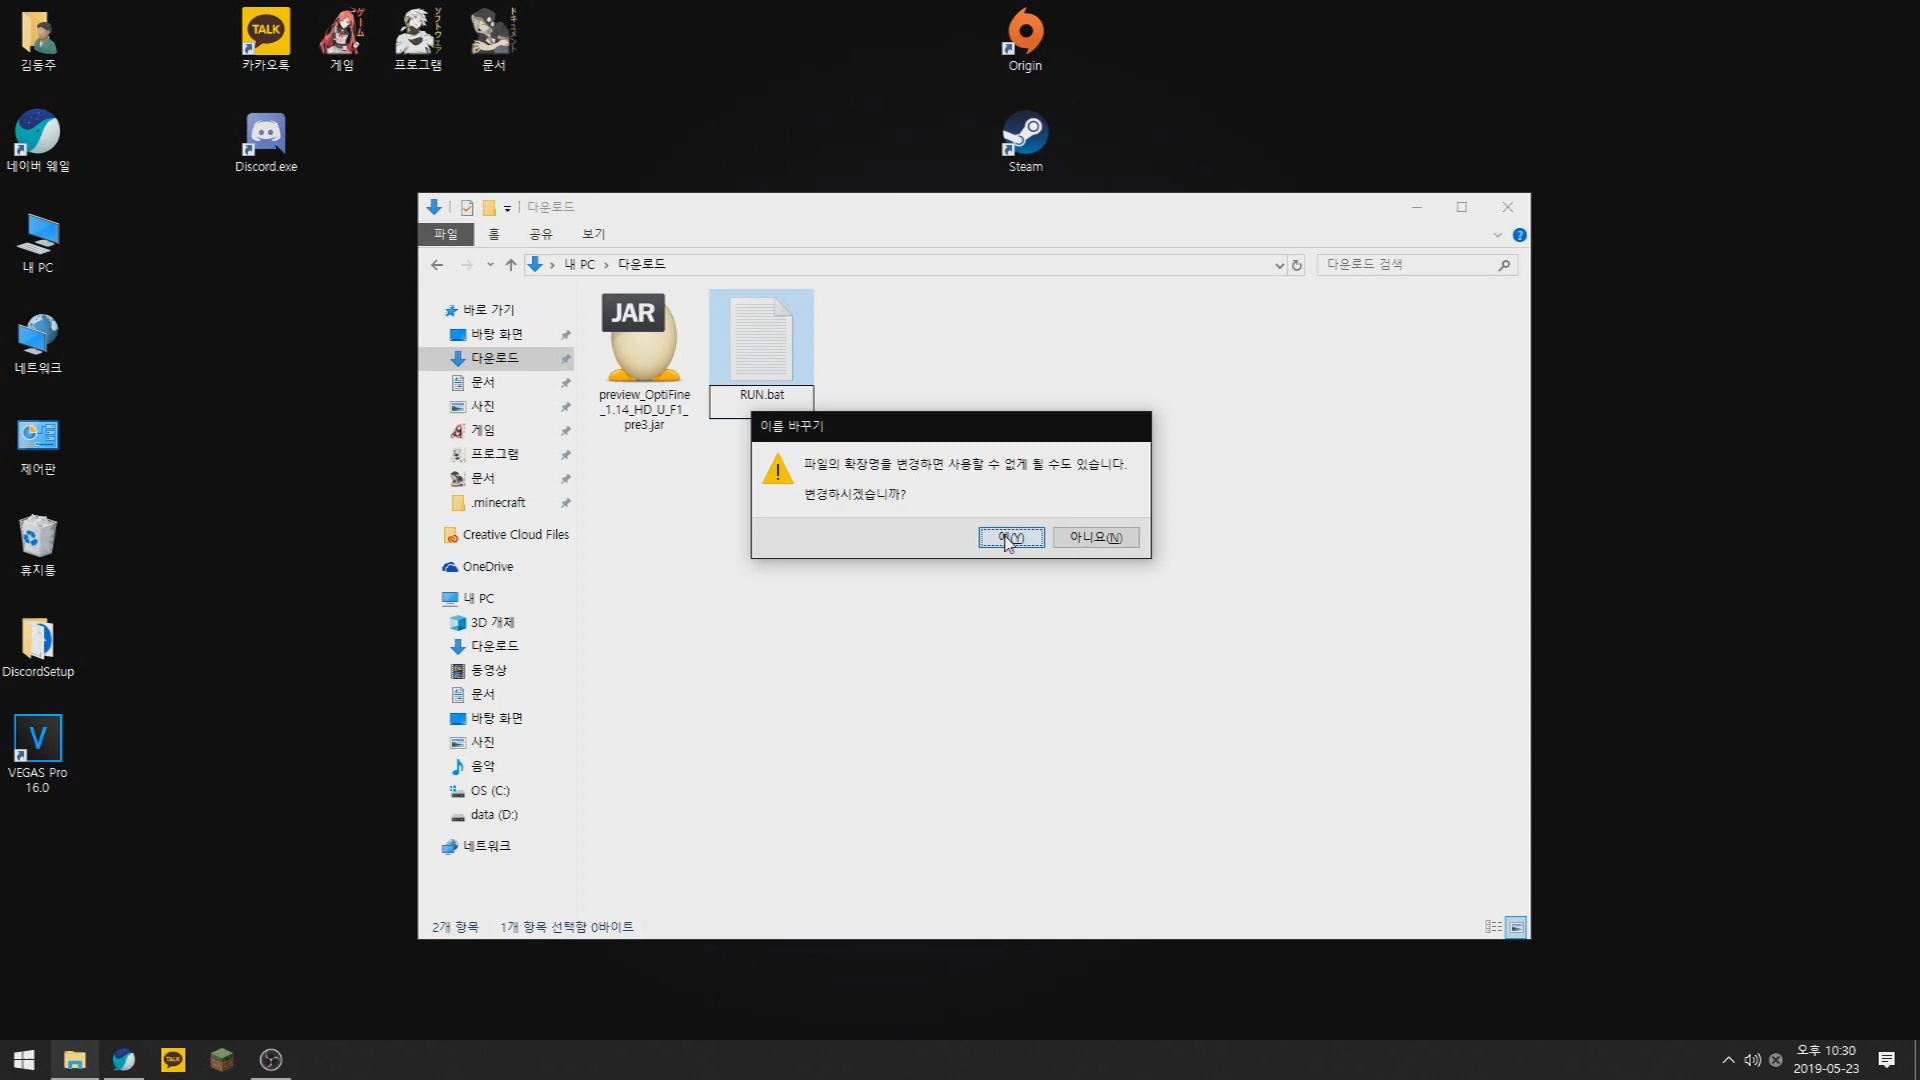 김동주
카카오톡
게임
프로그램
문서
Origin
네이버 웨일
Discord.exe
Steam
내 PC
네트워크
제어판
휴지통
DiscordSetup
VEGAS Pro
16.0
다운로드
파일
홈
공유
보기
내 PC
다운로드
다운로드 검색
바로 가기
바탕 화면
다운로드
문서
사진
게임
프로그램
문서
.minecraft
Creative Cloud Files
OneDrive
내 PC
3D 개체
다운로드
동영상
문서
바탕 화면
사진
음악
OS (C:)
data (D:)
네트워크
JAR
preview_OptiFine
_1.14_HD_U_F1_
pre3.jar
RUN.bat
이름 바꾸기
파일의 확장명을 변경하면 사용할 수 없게 될 수도 있습니다.
변경하시겠습니까?
예(Y)
아니요(N)
2개 항목
1개 항목 선택함 0바이트
오후 10:30
2019-05-23